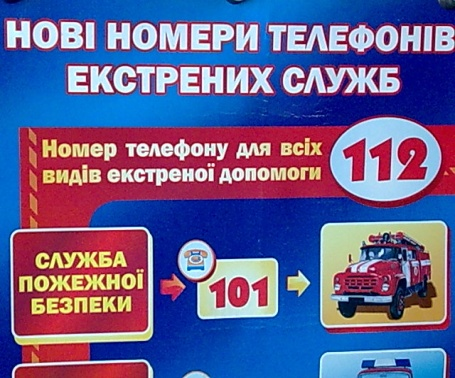 НОВІ НОМЕРИ ТЕЛЕФОНІВ
ЕКСТРЕНИХ СЛУЖБ
Номер телефону для всіх
видів екстреної допомоги
112
СЛУЖБА
ПОЖЕЖНОЇ
БЕЗПЕКИ
101